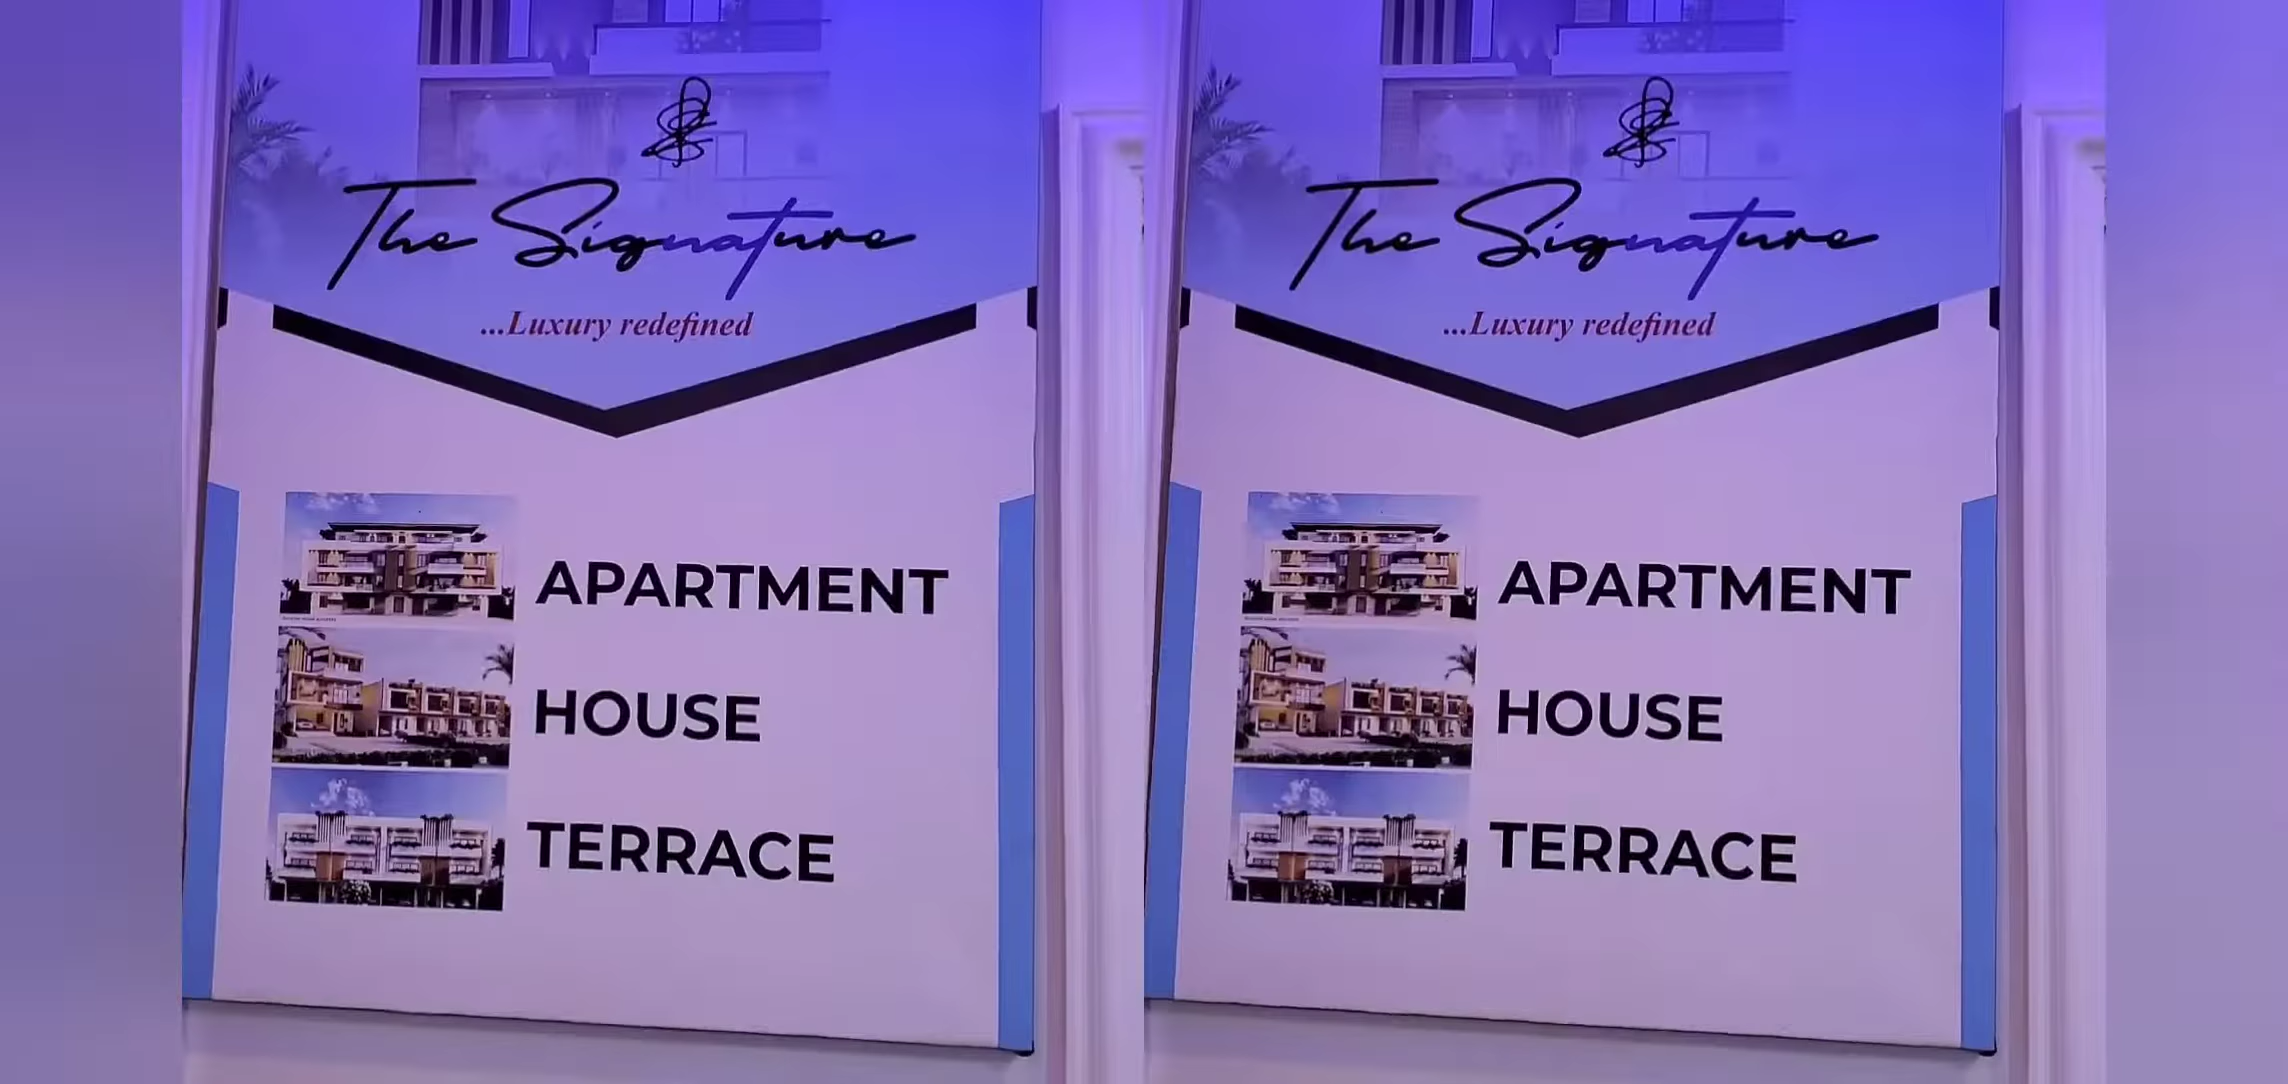 The Signature
...Luxury redefined
APARTMENT
HOUSE
TERRACE
The Signature
...Luxury redefined
APARTMENT
HOUSE
TERRACE